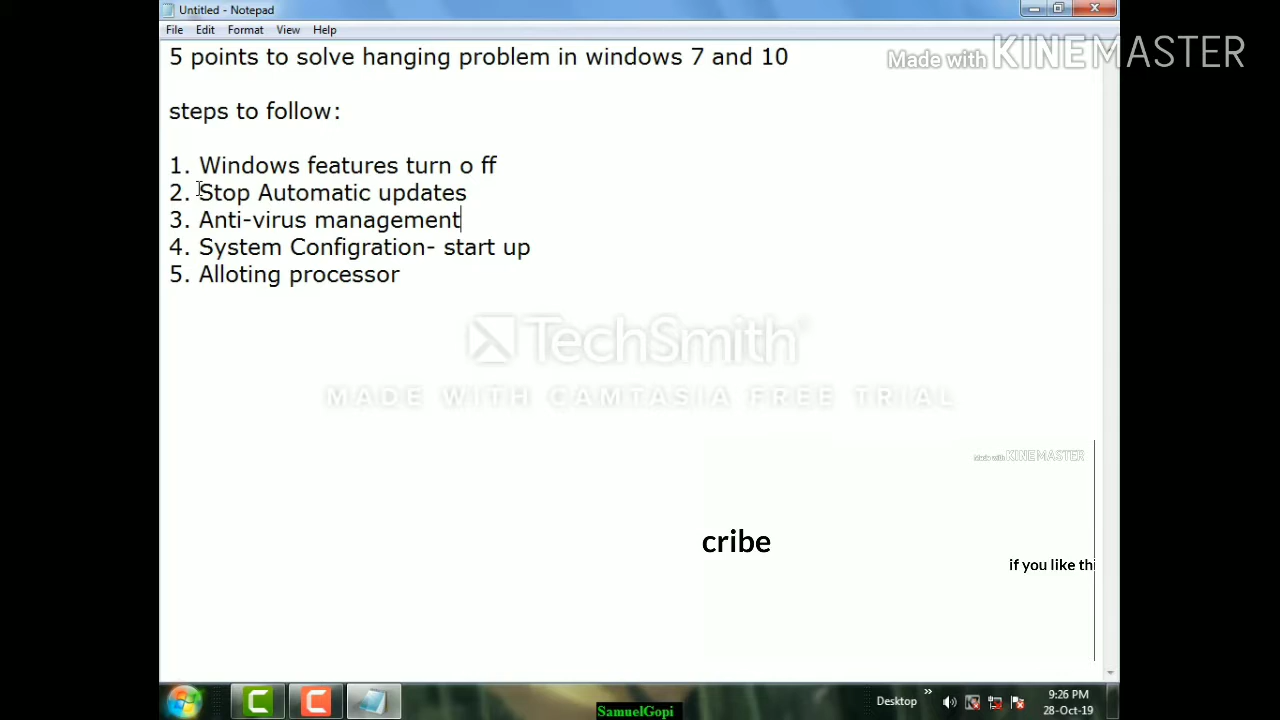 Untitled - Notepad
File Edit Format View Help
Made with KINEMASTER
5 points to solve hanging problem in windows 7 and 10
steps to follow:
1. Windows features turn o ff
2. Stop Automatic updates
3. Anti-virus management
4. System Configration- start up
5. Alloting processor
TechSmith
MADE WITH CAMTASIA FREE TRIAL
Made with KINEMASTER
cribe
if you like thi
Desktop
9:26 PM
28-Oct-19
SamuelGopi